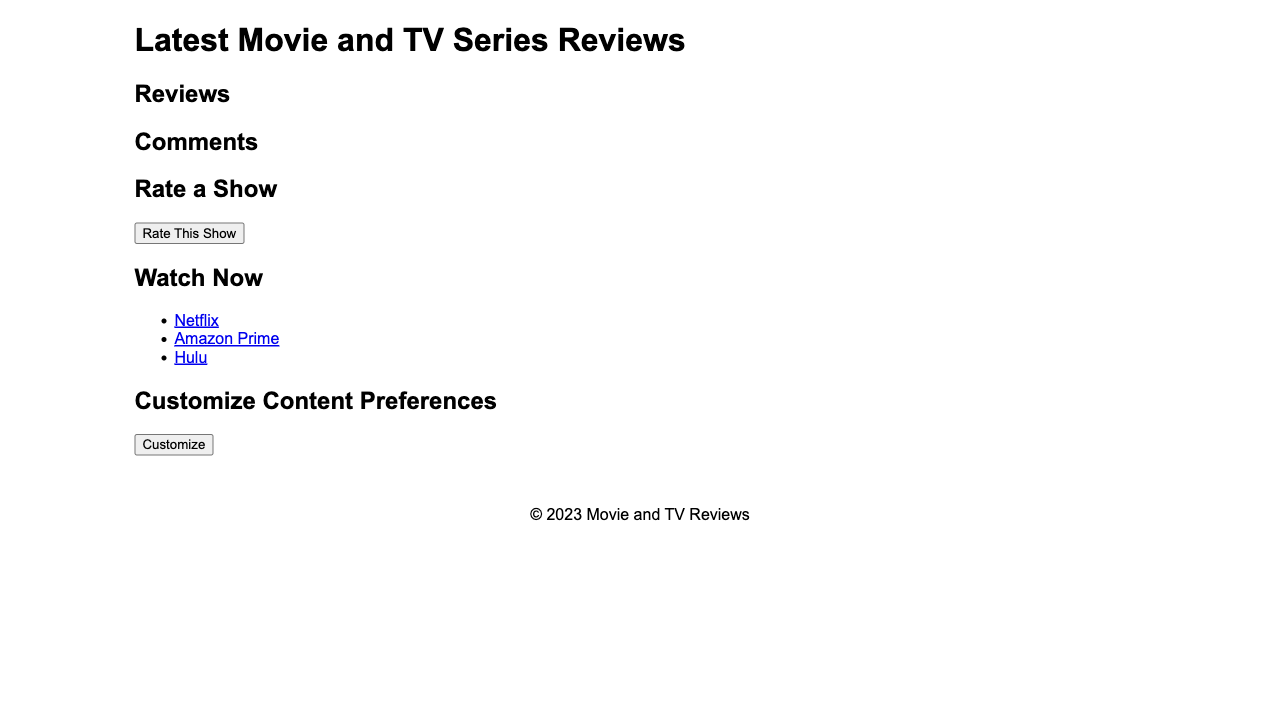 Latest Movie and TV Series Reviews
Reviews
Comments
Rate a Show
Rate This Show
Watch Now
• Netflix
• Amazon Prime
• Hulu
Customize Content Preferences
Customize
© 2023 Movie and TV Reviews